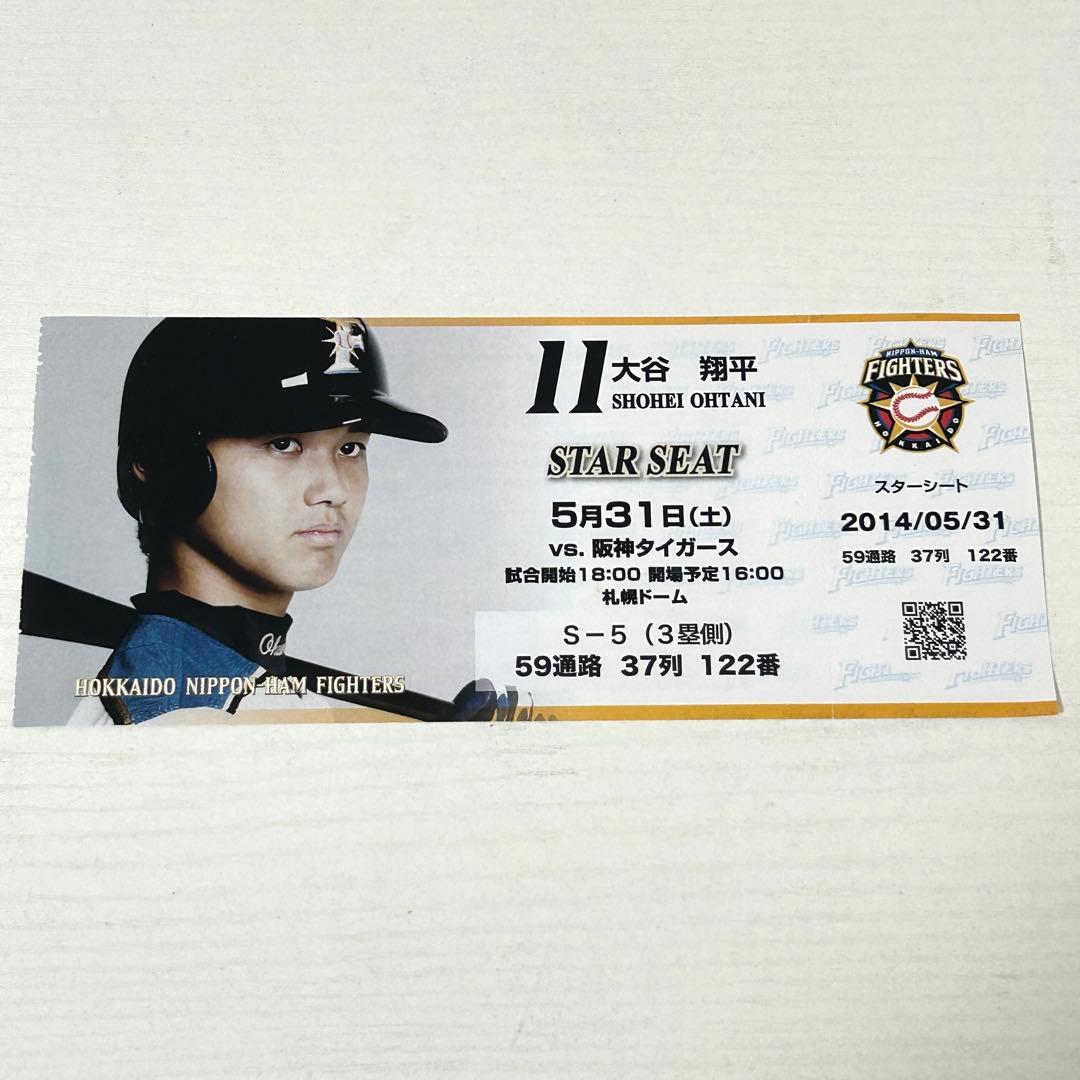 11 大谷 翔平
SHOHEI OHTANI
STAR SEAT
5月31日(土)
vs. 阪神タイガース
試合開始18:00 開場予定16:00
札幌ドーム
S-5(3塁側)
59通路 37列 122番
HOKKAIDO NIPPON-HAM FIGHTERS
NIPPON-HAM
FIGHTERS
HOKKAIDO
スターシート
2014/05/31
59通路 37列 122番